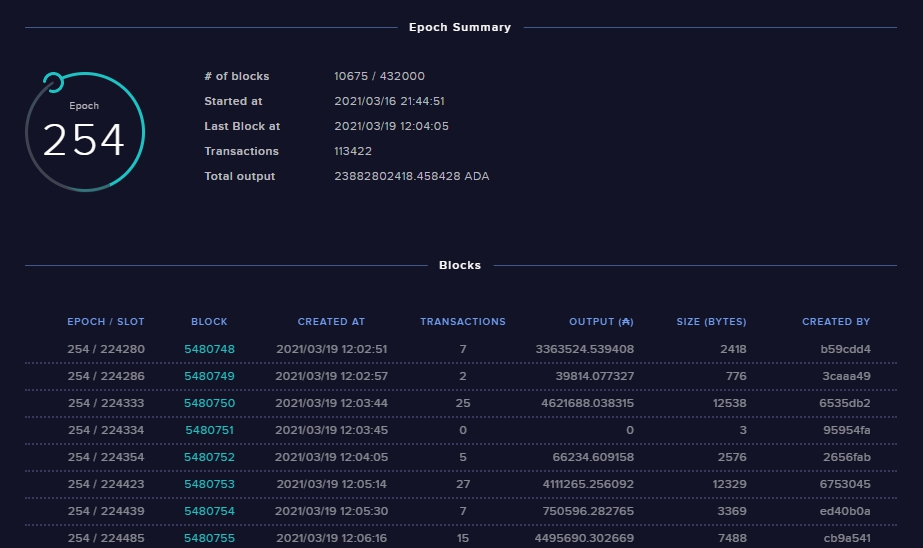 Epoch Summary
Epoch
254
# of blocks 10675 / 432000
Started at 2021/03/16 21:44:51
Last Block at 2021/03/19 12:04:05
Transactions 113422
Total output 23882802418.458428 ADA
Blocks
EPOCH / SLOT BLOCK CREATED AT TRANSACTIONS OUTPUT (₳) SIZE (BYTES) CREATED BY
254 / 224280 5480748 2021/03/19 12:02:51 7 3363524.539408 2418 b59cdd4
254 / 224286 5480749 2021/03/19 12:02:57 2 39814.077327 776 3caaa49
254 / 224333 5480750 2021/03/19 12:03:44 25 4621688.038315 12538 6535db2
254 / 224334 5480751 2021/03/19 12:03:45 0 0 3 95954fa
254 / 224354 5480752 2021/03/19 12:04:05 5 66234.609158 2576 2656fab
254 / 224423 5480753 2021/03/19 12:05:14 27 4111265.256092 12329 6753045
254 / 224439 5480754 2021/03/19 12:05:30 7 750596.282765 3369 ed40b0a
254 / 224485 5480755 2021/03/19 12:06:16 15 4495690.302669 7488 cb9a541